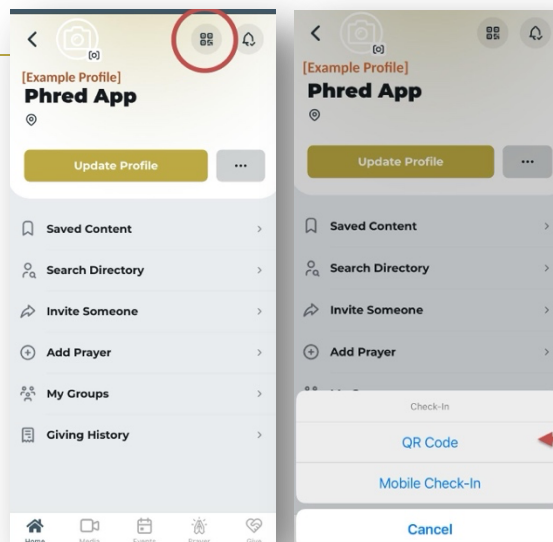 [Example Profile]
Phred App
Update Profile
Saved Content
Search Directory
Invite Someone
Add Prayer
My Groups
Giving History
Home
Media
Events
Prayer
Give
[Example Profile]
Phred App
Update Profile
Saved Content
Search Directory
Invite Someone
Add Prayer
Check-In
QR Code
Mobile Check-In
Cancel